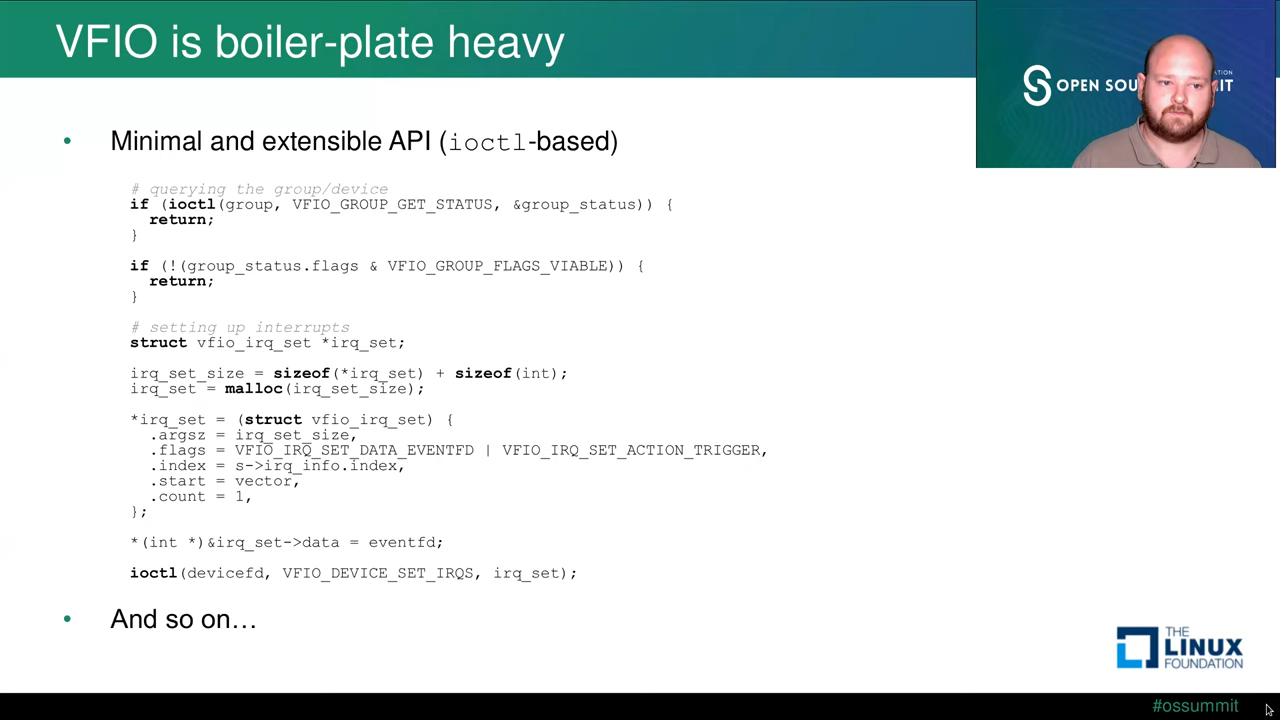 VFIO is boiler-plate heavy
OPEN SOU
IT
• Minimal and extensible API (ioctl-based)
# querying the group/device
if (ioctl(group, VFIO_GROUP_GET_STATUS, &group_status)) {
  return;
}
if (!(group_status.flags & VFIO_GROUP_FLAGS_VIABLE)) {
  return;
}
# setting up interrupts
struct vfio_irq_set *irq_set;
irq_set_size = sizeof(*irq_set) + sizeof(int);
irq_set = malloc(irq_set_size);
*irq_set = (struct vfio_irq_set) {
  .argsz = irq_set_size,
  .flags = VFIO_IRQ_SET_DATA_EVENTFD | VFIO_IRQ_SET_ACTION_TRIGGER,
  .index = s->irq_info.index,
  .start = vector,
  .count = 1,
};
*(int *)&irq_set->data = eventfd;
ioctl(devicefd, VFIO_DEVICE_SET_IRQS, irq_set);
• And so on…
THE
LINUX
FOUNDATION
#ossummit